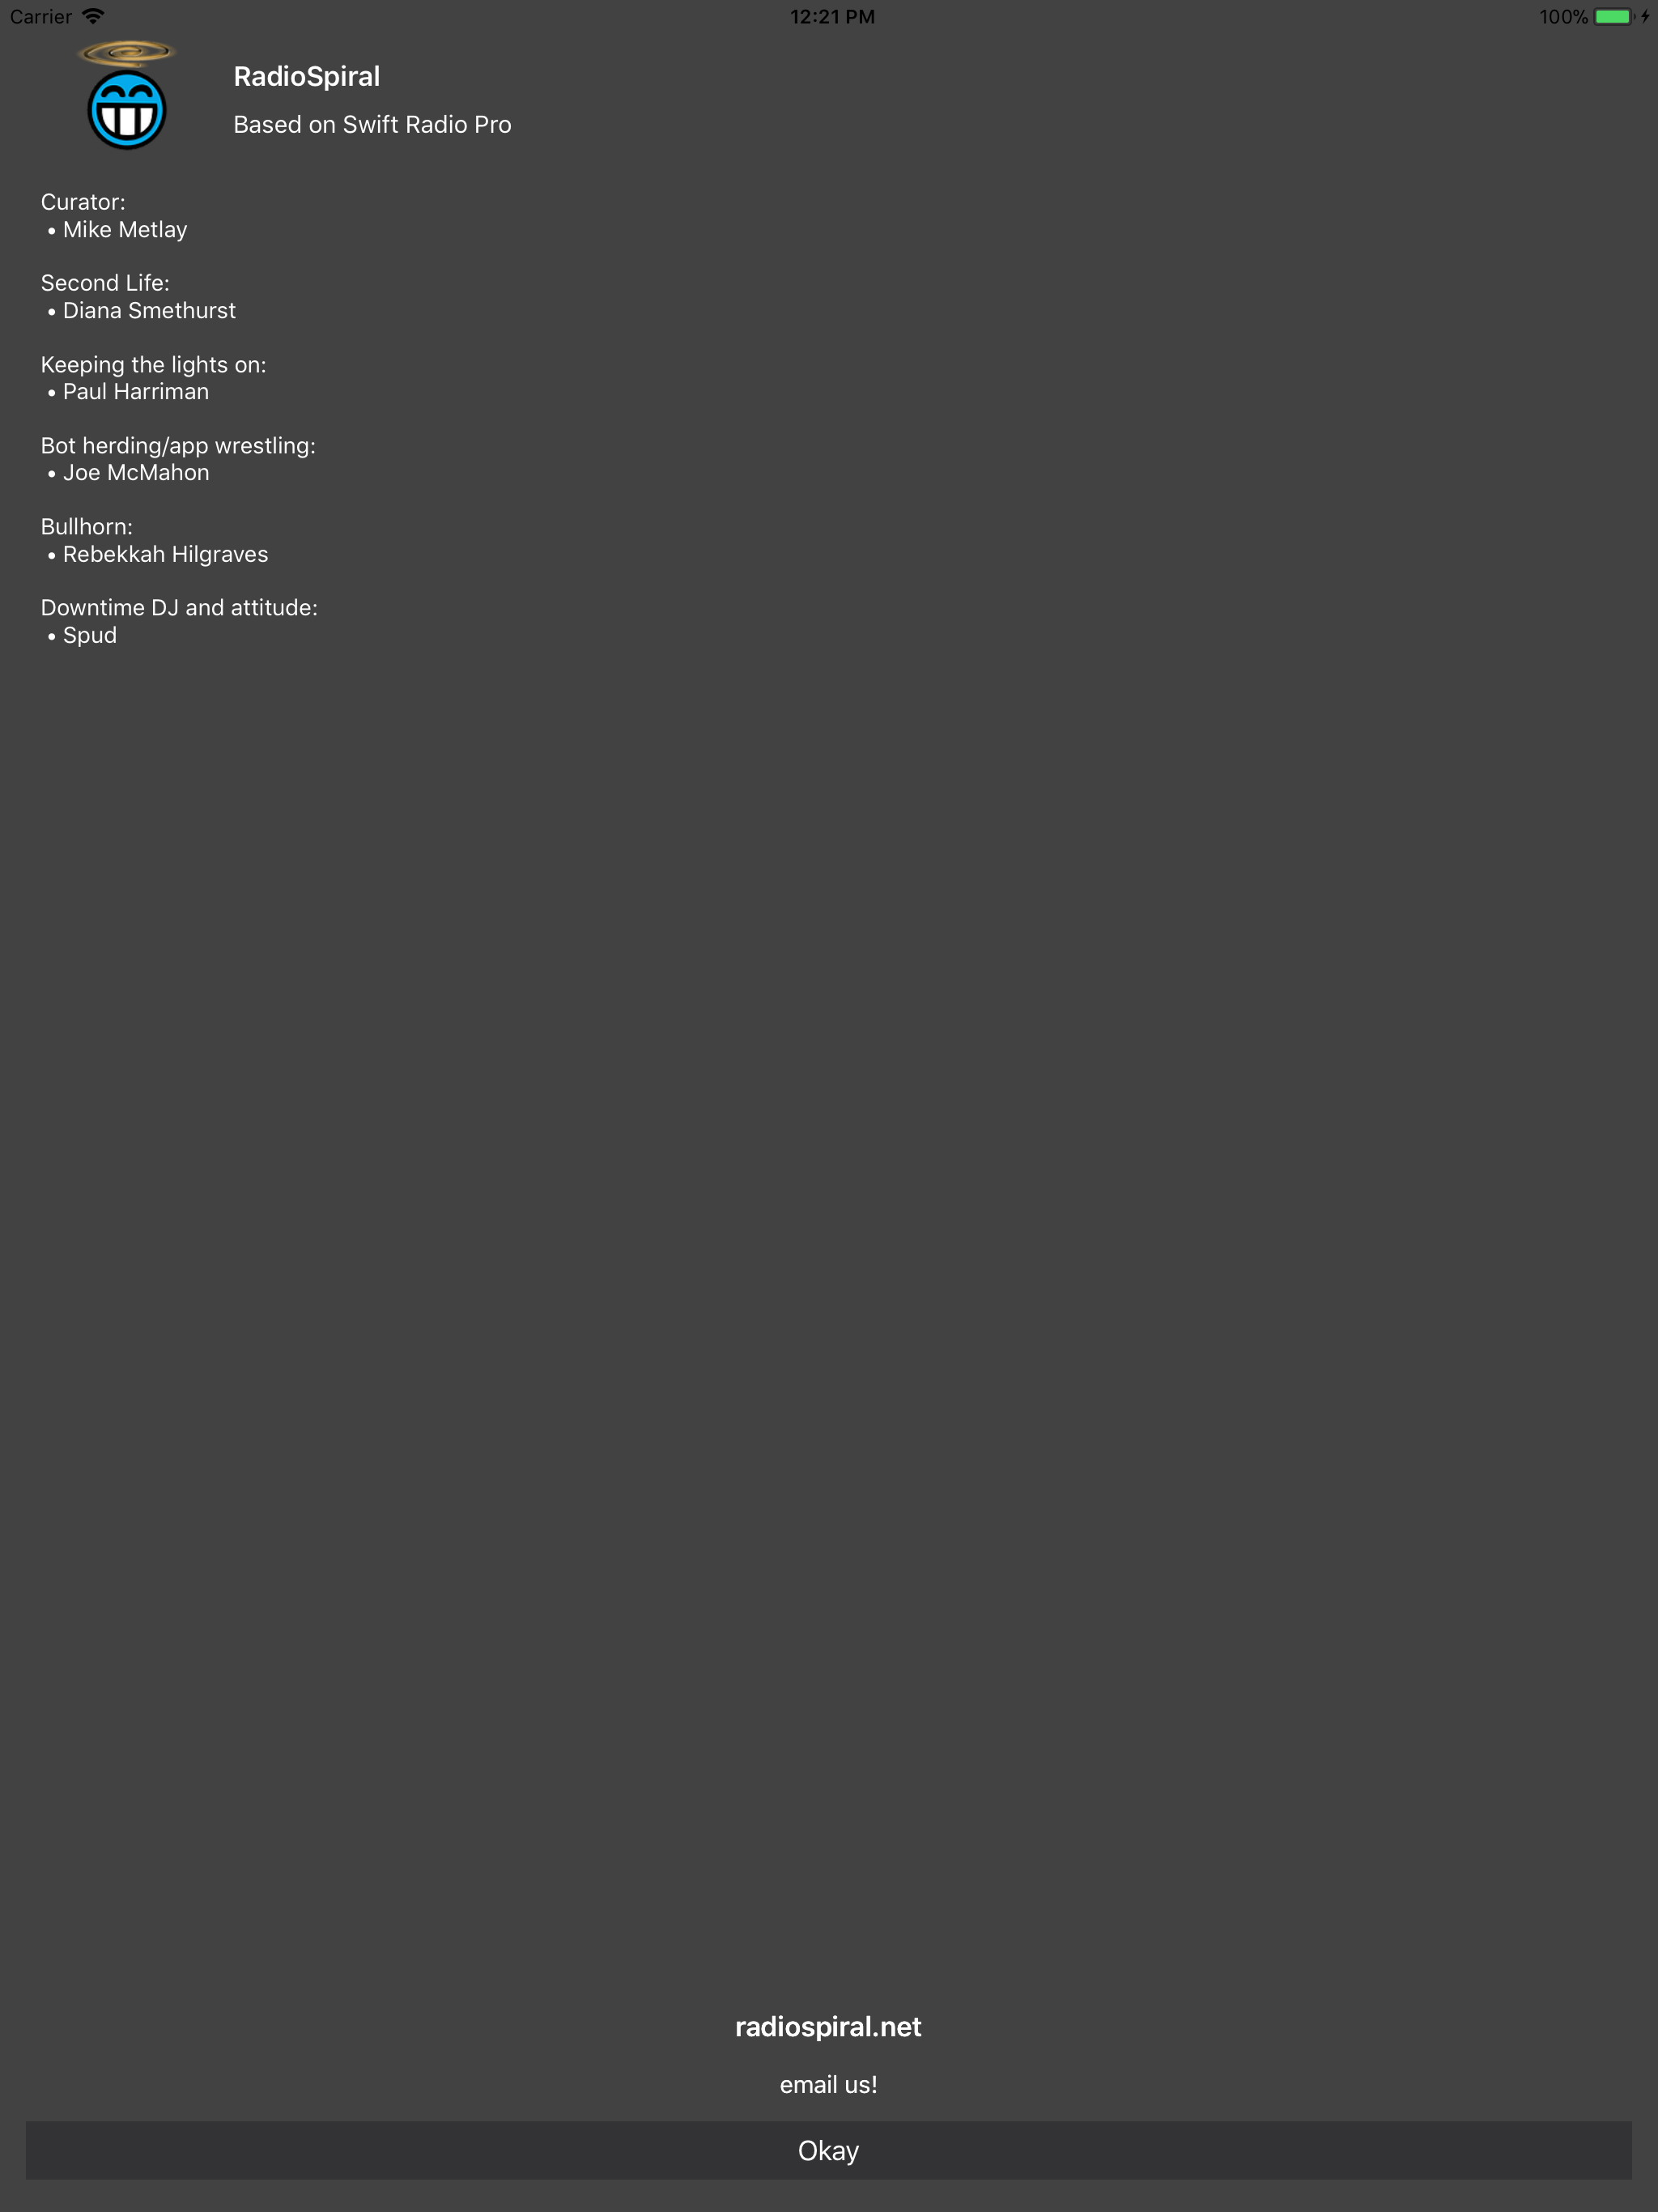 Carrier 12:21 PM 100%
RadioSpiral
Based on Swift Radio Pro
Curator:
• Mike Metlay
Second Life:
• Diana Smethurst
Keeping the lights on:
• Paul Harriman
Bot herding/app wrestling:
• Joe McMahon
Bullhorn:
• Rebekkah Hilgraves
Downtime DJ and attitude:
• Spud
radiospiral.net
email us!
Okay